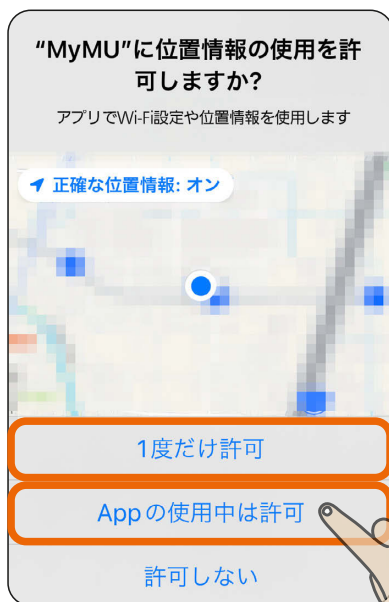 “MyMU”に位置情報の使用を許
可しますか?
アプリでWi-Fi設定や位置情報を使用します
正確な位置情報: オン
1度だけ許可
Appの使用中は許可
許可しない